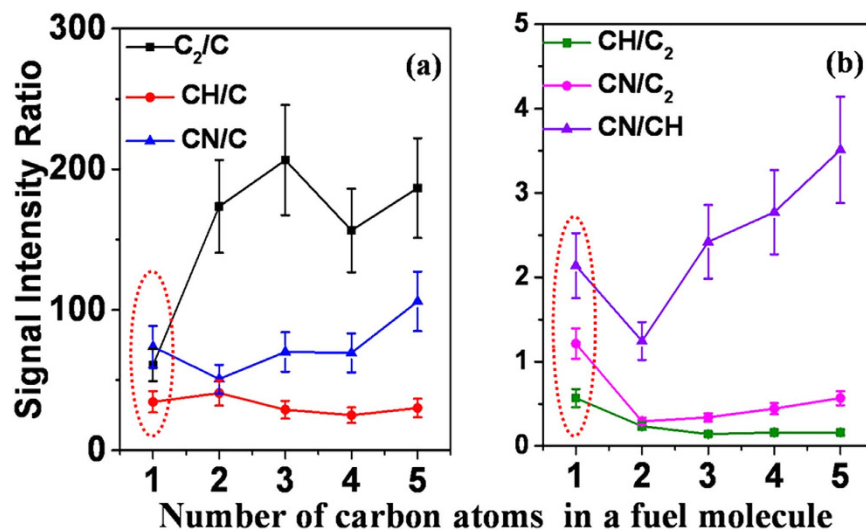 Signal Intensity Ratio
300
200
100
0
C₂/C
CH/C
CN/C
(a)
1 2 3 4 5
5
4
3
2
1
0
CH/C₂
CN/C₂
CN/CH
(b)
1 2 3 4 5
Number of carbon atoms in a fuel molecule